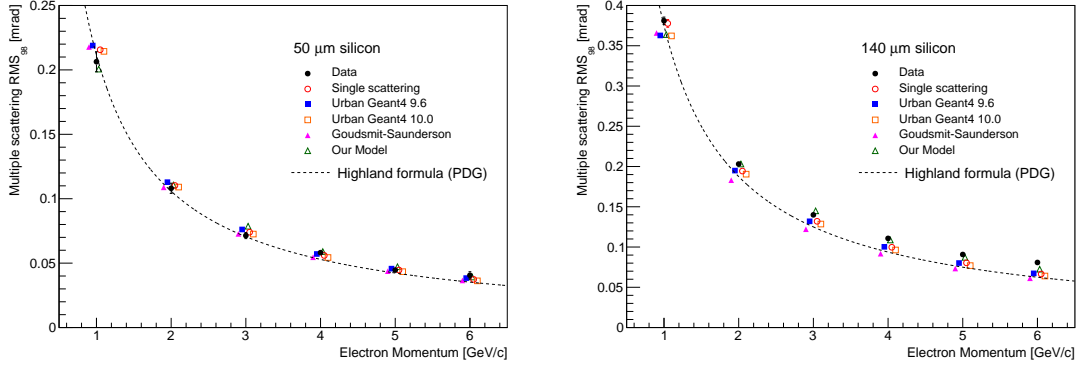 Multiple scattering RMS98 [mrad]
0.25
0.2
0.15
0.1
0.05
0
50 μm silicon
Data
Single scattering
Urban Geant4 9.6
Urban Geant4 10.0
Goudsmit-Saunderson
Our Model
Highland formula (PDG)
1 2 3 4 5 6
Electron Momentum [GeV/c]
Multiple scattering RMS98 [mrad]
0.4
0.35
0.3
0.25
0.2
0.15
0.1
0.05
0
140 μm silicon
Data
Single scattering
Urban Geant4 9.6
Urban Geant4 10.0
Goudsmit-Saunderson
Our Model
Highland formula (PDG)
1 2 3 4 5 6
Electron Momentum [GeV/c]